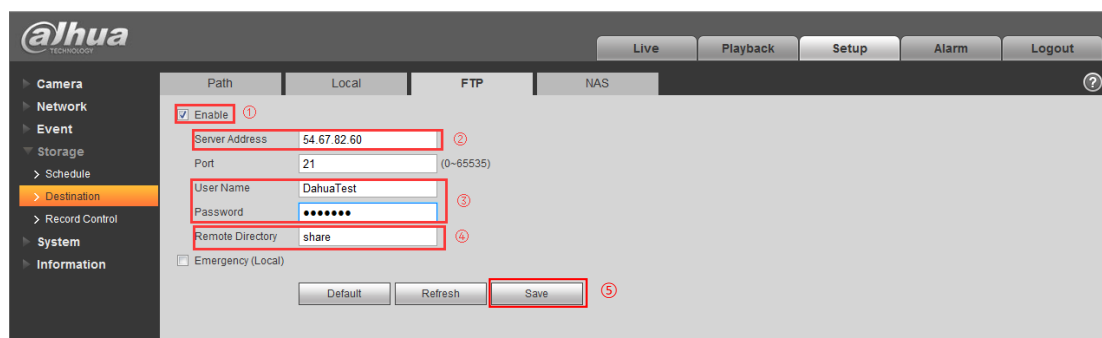 alhua
TECHNOLOGY
Live Playback Setup Alarm Logout
Camera
Network
Event
Storage
Schedule
Destination
Record Control
System
Information
Path Local FTP NAS
?
Enable ①
Server Address 54.67.82.60 ②
Port 21 (0~65535)
User Name DahuaTest
Password ●●●●●●● ③
Remote Directory share ④
Emergency (Local)
Default Refresh Save ⑤